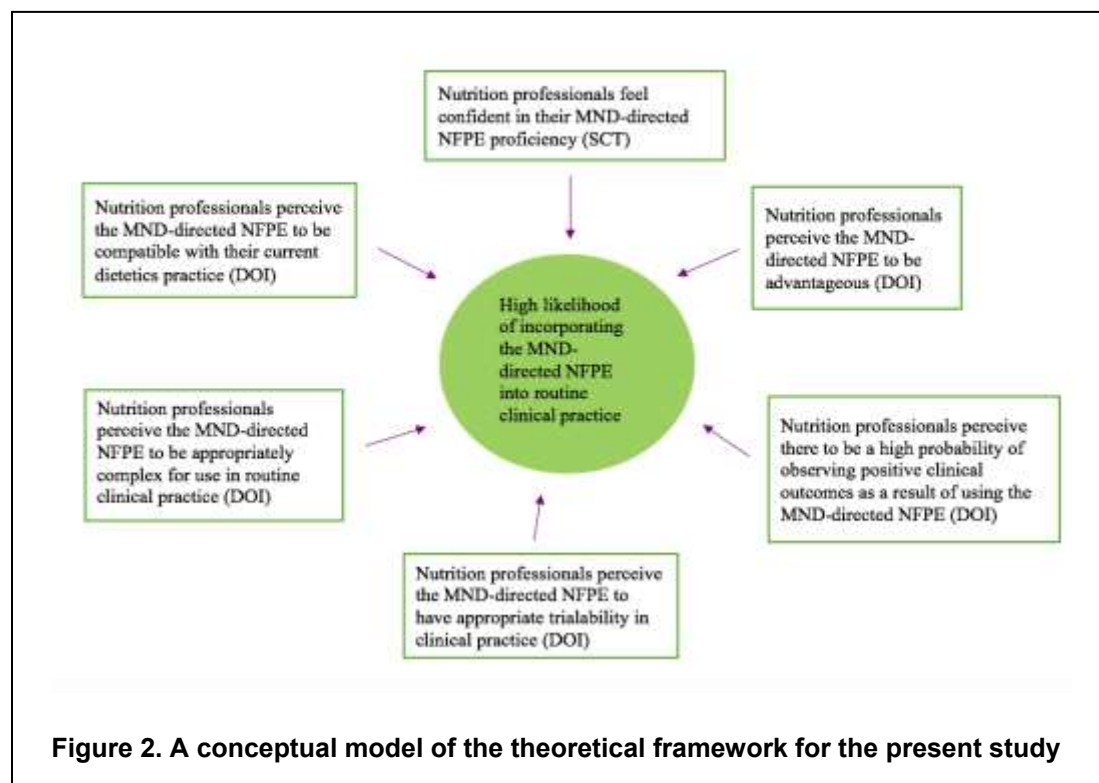 Nutrition professionals feel
confident in their MND-directed
NFPE proficiency (SCT)
Nutrition professionals perceive
the MND-directed NFPE to be
compatible with their current
dietetics practice (DOI)
Nutrition professionals
perceive the MND-
directed NFPE to be
advantageous (DOI)
High likelihood
of incorporating
the MND-
directed NFPE
into routine
clinical practice
Nutrition professionals
perceive the MND-directed
NFPE to be appropriately
complex for use in routine
clinical practice (DOI)
Nutrition professionals perceive
there to be a high probability of
observing positive clinical
outcomes as a result of using the
MND-directed NFPE (DOI)
Nutrition professionals perceive
the MND-directed NFPE to
have appropriate trialability in
clinical practice (DOI)
Figure 2. A conceptual model of the theoretical framework for the present study